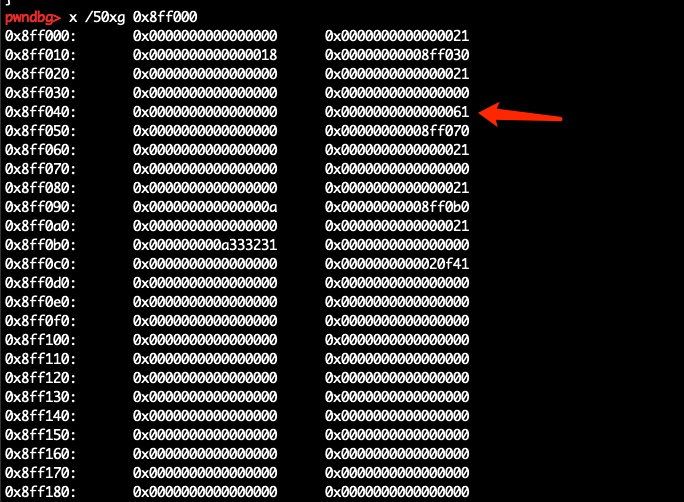 pwndbg> x /50xg 0x8ff000
0x8ff000: 0x0000000000000000 0x0000000000000021
0x8ff010: 0x0000000000000018 0x00000000008ff030
0x8ff020: 0x0000000000000000 0x0000000000000021
0x8ff030: 0x0000000000000000 0x0000000000000000
0x8ff040: 0x0000000000000000 0x0000000000000061
0x8ff050: 0x0000000000000000 0x00000000008ff070
0x8ff060: 0x0000000000000000 0x0000000000000021
0x8ff070: 0x0000000000000000 0x0000000000000000
0x8ff080: 0x0000000000000000 0x0000000000000021
0x8ff090: 0x000000000000000a 0x00000000008ff0b0
0x8ff0a0: 0x0000000000000000 0x0000000000000021
0x8ff0b0: 0x000000000a333231 0x0000000000000000
0x8ff0c0: 0x0000000000000000 0x0000000000020f41
0x8ff0d0: 0x0000000000000000 0x0000000000000000
0x8ff0e0: 0x0000000000000000 0x0000000000000000
0x8ff0f0: 0x0000000000000000 0x0000000000000000
0x8ff100: 0x0000000000000000 0x0000000000000000
0x8ff110: 0x0000000000000000 0x0000000000000000
0x8ff120: 0x0000000000000000 0x0000000000000000
0x8ff130: 0x0000000000000000 0x0000000000000000
0x8ff140: 0x0000000000000000 0x0000000000000000
0x8ff150: 0x0000000000000000 0x0000000000000000
0x8ff160: 0x0000000000000000 0x0000000000000000
0x8ff170: 0x0000000000000000 0x0000000000000000
0x8ff180: 0x0000000000000000 0x0000000000000000